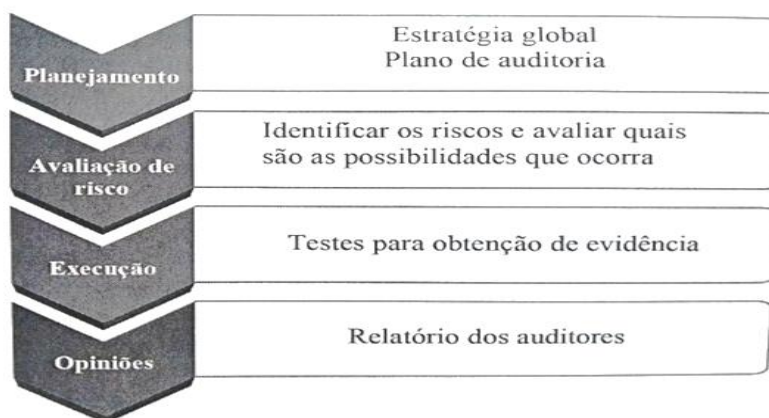 Planejamento
Estratégia global
Plano de auditoria
Avaliação de
risco
Identificar os riscos e avaliar quais
são as possibilidades que ocorra
Execução
Testes para obtenção de evidência
Opiniões
Relatório dos auditores